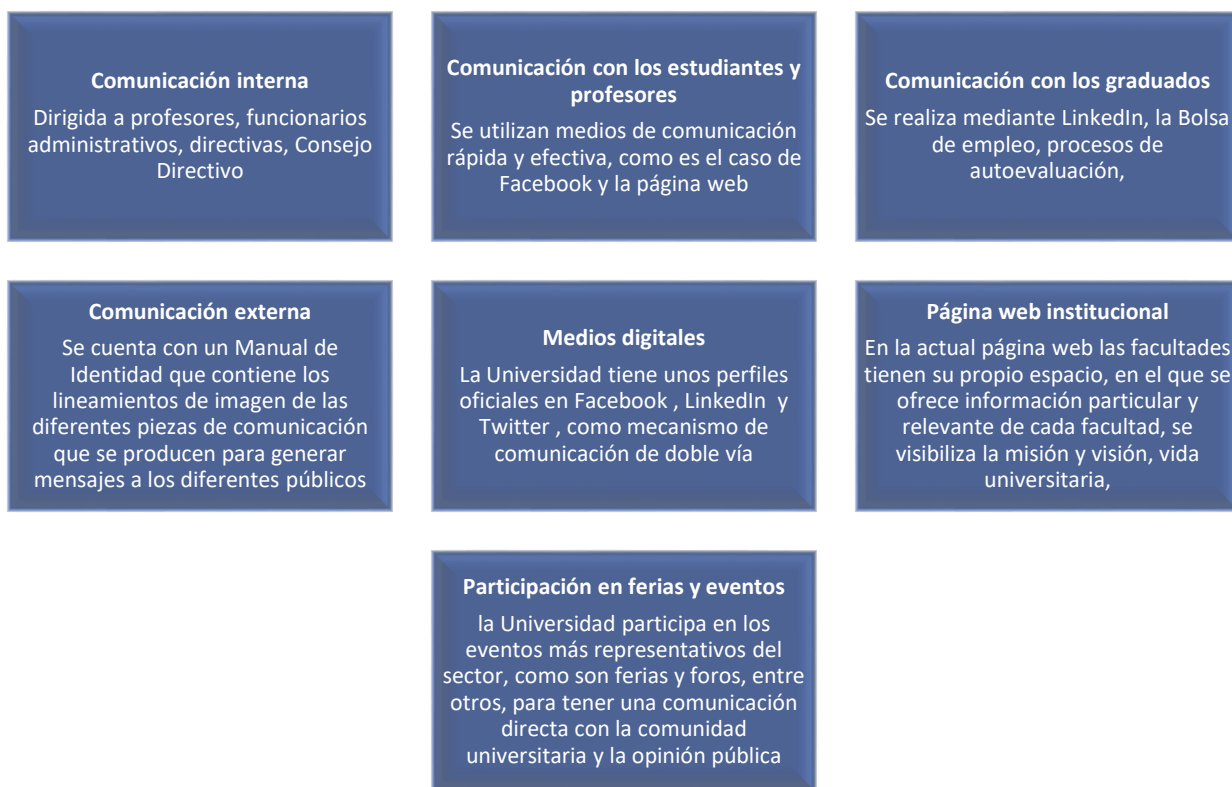 Comunicación interna
Dirigida a profesores, funcionarios
administrativos, directivas, Consejo
Directivo
Comunicación con los estudiantes y
profesores
Se utilizan medios de comunicación
rápida y efectiva, como es el caso de
Facebook y la página web
Comunicación con los graduados
Se realiza mediante LinkedIn, la Bolsa
de empleo, procesos de
autoevaluación,
Comunicación externa
Se cuenta con un Manual de
Identidad que contiene los
lineamientos de imagen de las
diferentes piezas de comunicación
que se producen para generar
mensajes a los diferentes públicos
Medios digitales
La Universidad tiene unos perfiles
oficiales en Facebook , LinkedIn y
Twitter , como mecanismo de
comunicación de doble vía
Página web institucional
En la actual página web las facultades
tienen su propio espacio, en el que se
ofrece información particular y
relevante de cada facultad, se
visibiliza la misión y visión, vida
universitaria,
Participación en ferias y eventos
la Universidad participa en los
eventos más representativos del
sector, como son ferias y foros, entre
otros, para tener una comunicación
directa con la comunidad
universitaria y la opinión pública